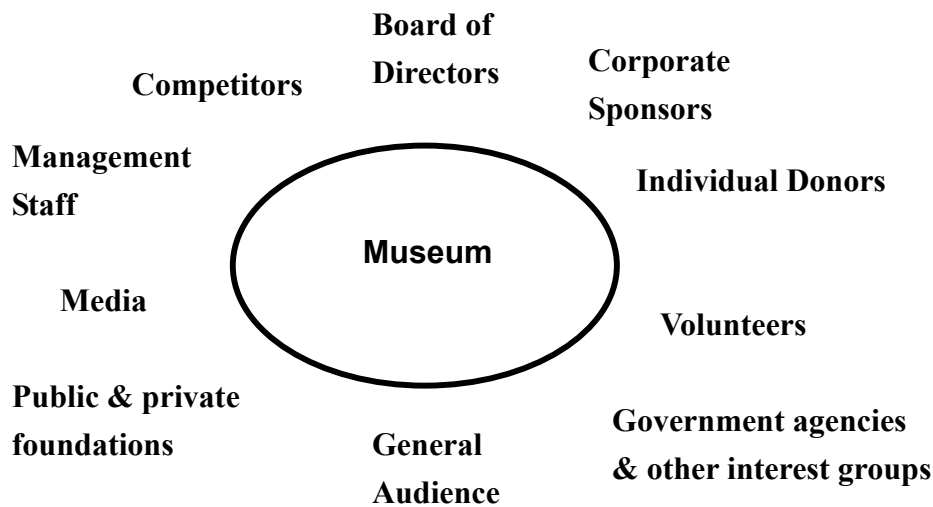 Board of
Directors
Corporate
Sponsors
Competitors
Management
Staff
Individual Donors
Museum
Media
Volunteers
Public & private
foundations
General
Audience
Government agencies
& other interest groups